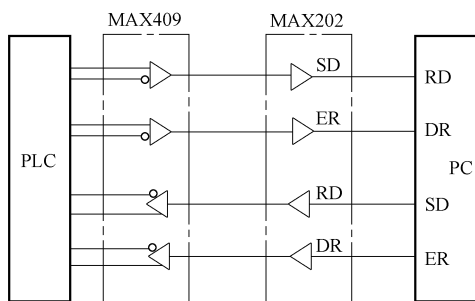 MAX409 MAX202
SD RD
ER DR
PLC PC
RD SD
DR ER